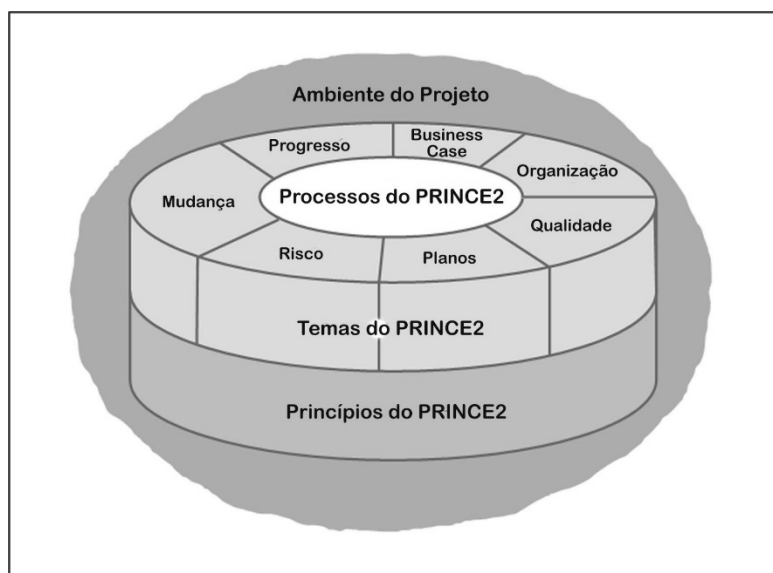 Ambiente do Projeto
Progresso
Business
Case
Organização
Mudança
Processos do PRINCE2
Qualidade
Risco
Planos
Temas do PRINCE2
Princípios do PRINCE2